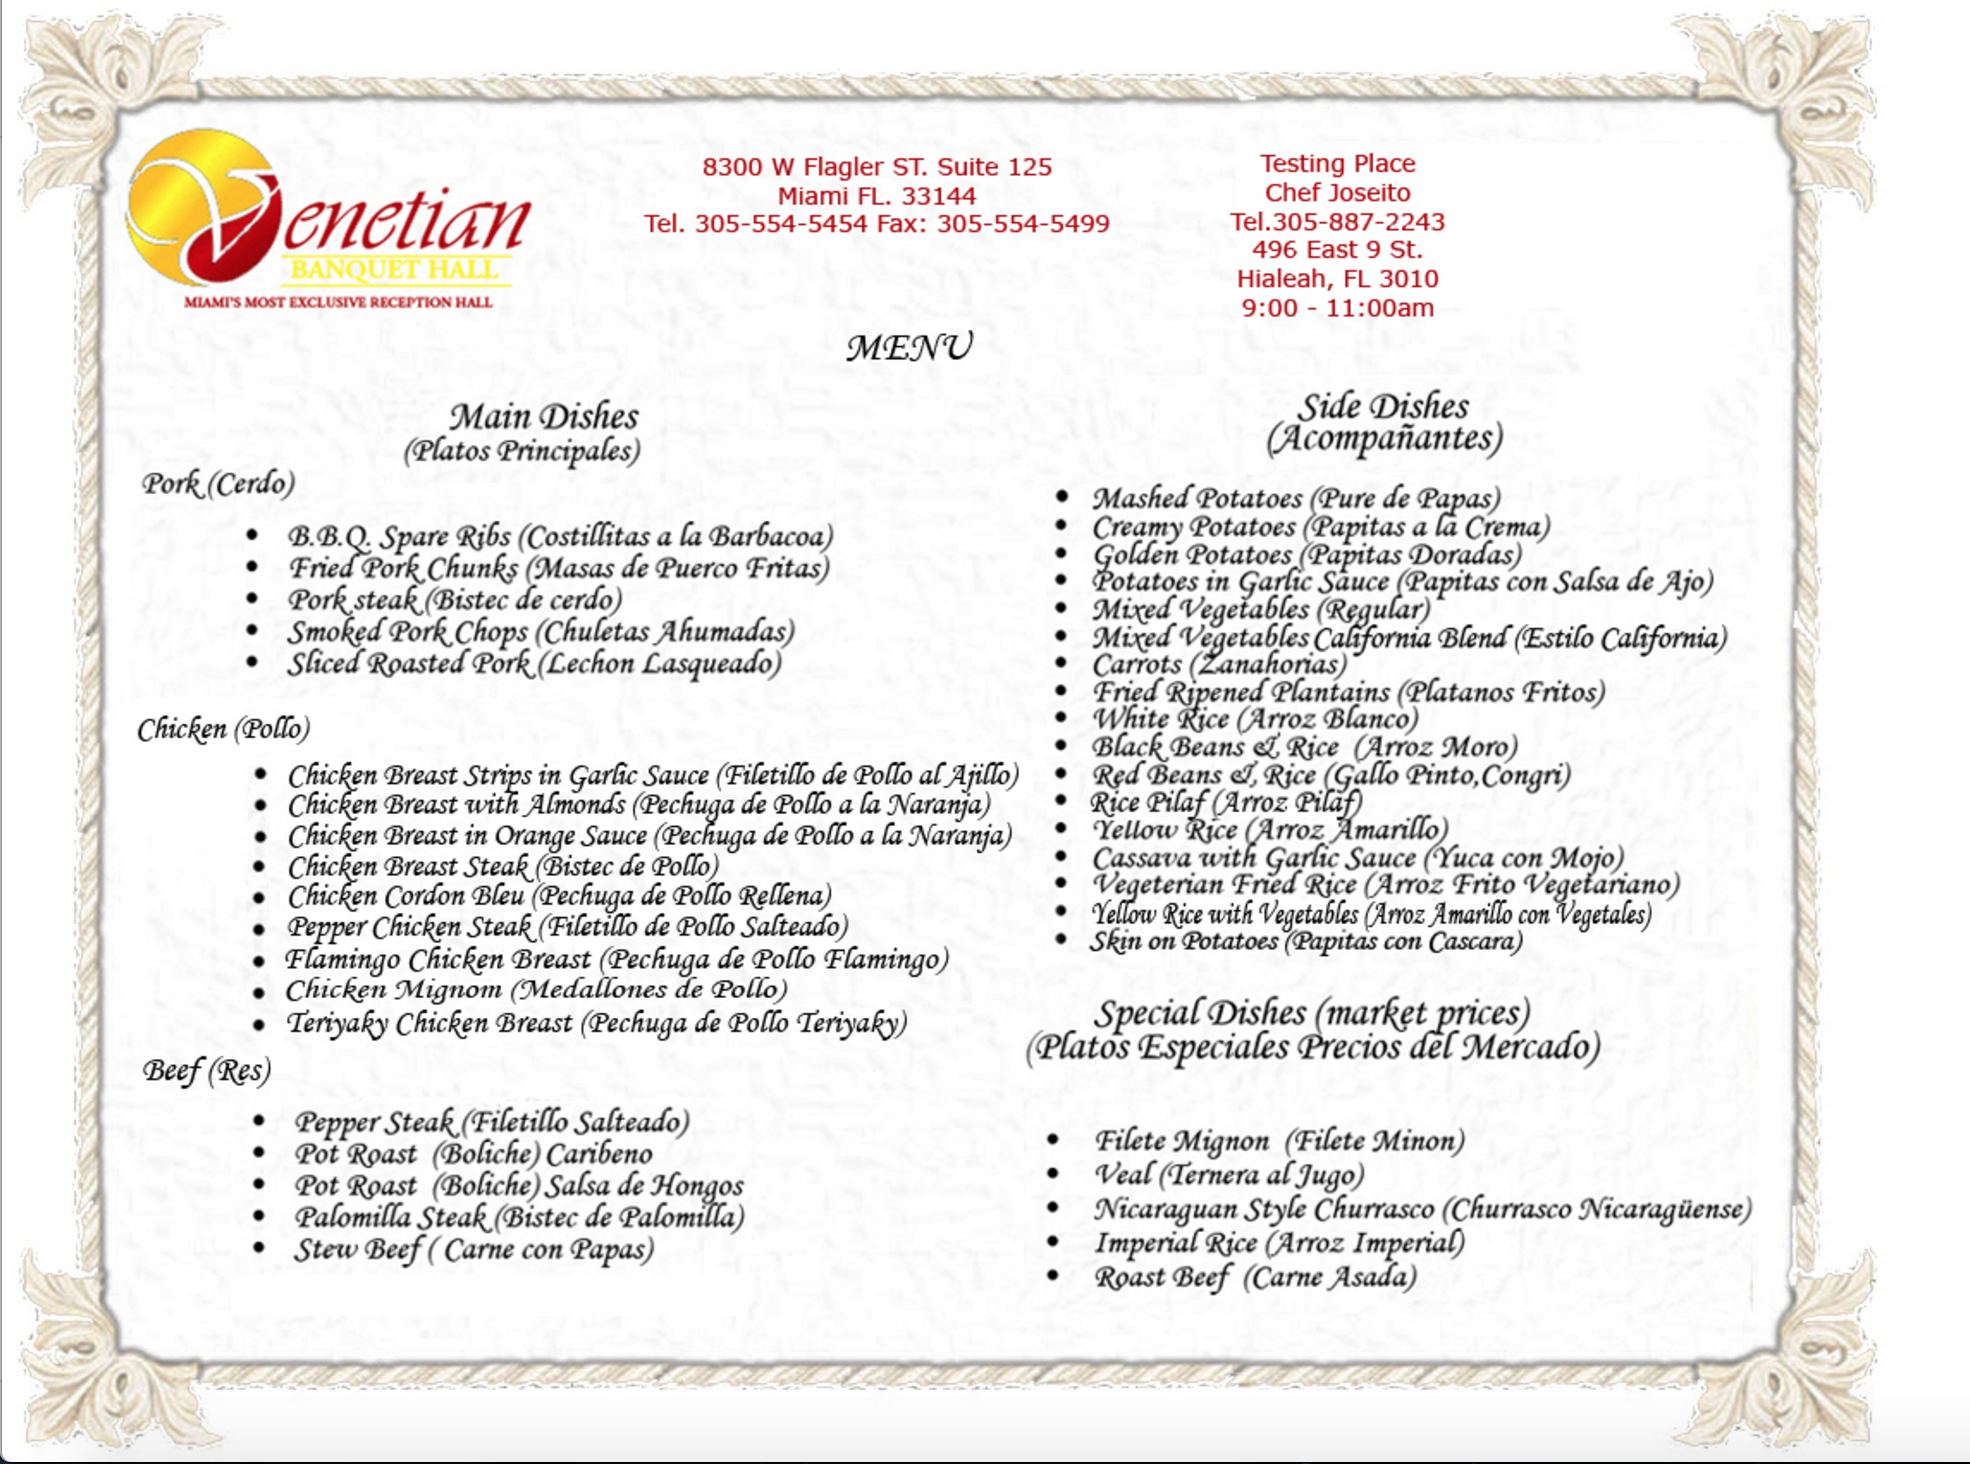 Venetian
BANQUET HALL
MIAMI'S MOST EXCLUSIVE RECEPTION HALL
8300 W Flagler ST. Suite 125
Miami FL. 33144
Tel. 305-554-5454 Fax: 305-554-5499
Testing Place
Chef Joseito
Tel.305-887-2243
496 East 9 St.
Hialeah, FL 3010
9:00 - 11:00am
MENU
Main Dishes
(Platos Principales)
Pork (Cerdo)
• B.B.Q. Spare Ribs (Costillitas a la Barbacoa)
• Fried Pork Chunks (Masas de Puerco Fritas)
• Pork steak (Bistec de cerdo)
• Smoked Pork Chops (Chuletas Ahumadas)
• Sliced Roasted Pork (Lechon Lasqueado)
Chicken (Pollo)
• Chicken Breast Strips in Garlic Sauce (Filetillo de Pollo al Ajillo)
• Chicken Breast with Almonds (Pechuga de Pollo a la Naranja)
• Chicken Breast in Orange Sauce (Pechuga de Pollo a la Naranja)
• Chicken Breast Steak (Bistec de Pollo)
• Chicken Cordon Bleu (Pechuga de Pollo Rellena)
• Pepper Chicken Steak (Filetillo de Pollo Salteado)
• Flamingo Chicken Breast (Pechuga de Pollo Flamingo)
• Chicken Mignom (Medallones de Pollo)
• Teriyaky Chicken Breast (Pechuga de Pollo Teriyaky)
Beef (Res)
• Pepper Steak (Filetillo Salteado)
• Pot Roast (Boliche) Caribeno
• Pot Roast (Boliche) Salsa de Hongos
• Palomilla Steak (Bistec de Palomilla)
• Stew Beef ( Carne con Papas)
Side Dishes
(Acompañantes)
• Mashed Potatoes (Pure de Papas)
• Creamy Potatoes (Papitas a la Crema)
• Golden Potatoes (Papitas Doradas)
• Potatoes in Garlic Sauce (Papitas con Salsa de Ajo)
• Mixed Vegetables (Regular)
• Mixed Vegetables California Blend (Estilo California)
• Carrots (Zanahorias)
• Fried Ripened Plantains (Platanos Fritos)
• White Rice (Arroz Blanco)
• Black Beans & Rice (Arroz Moro)
• Red Beans & Rice (Gallo Pinto,Congri)
• Rice Pilaf (Arroz Pilaf)
• Yellow Rice (Arroz Amarillo)
• Cassava with Garlic Sauce (Yuca con Mojo)
• Vegeterian Fried Rice (Arroz Frito Vegetariano)
• Yellow Rice with Vegetables (Arroz Amarillo con Vegetales)
• Skin on Potatoes (Papitas con Cascara)
Special Dishes (market prices)
(Platos Especiales Precios del Mercado)
• Filete Mignon (Filete Minon)
• Veal (Ternera al Jugo)
• Nicaraguan Style Churrasco (Churrasco Nicaragüense)
• Imperial Rice (Arroz Imperial)
• Roast Beef (Carne Asada)